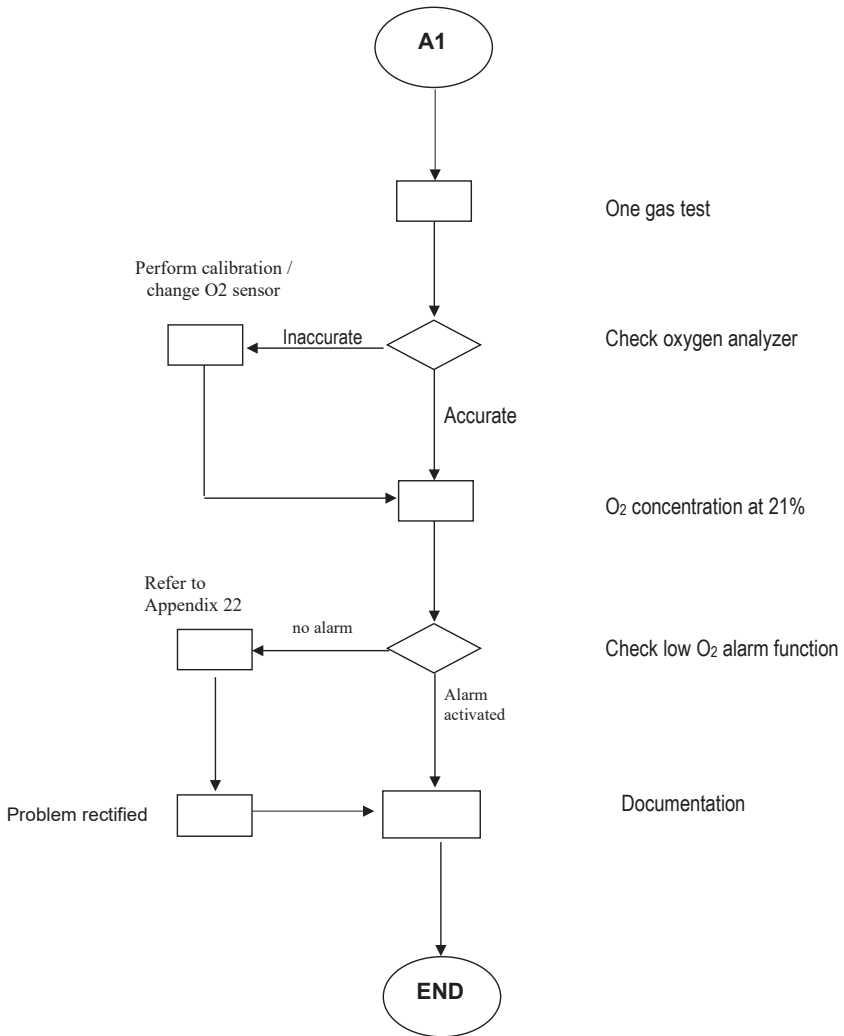 A1
One gas test
Perform calibration /
change O2 sensor
Inaccurate
Check oxygen analyzer
Accurate
O₂ concentration at 21%
Refer to
Appendix 22
no alarm
Check low O₂ alarm function
Alarm
activated
Problem rectified
Documentation
END